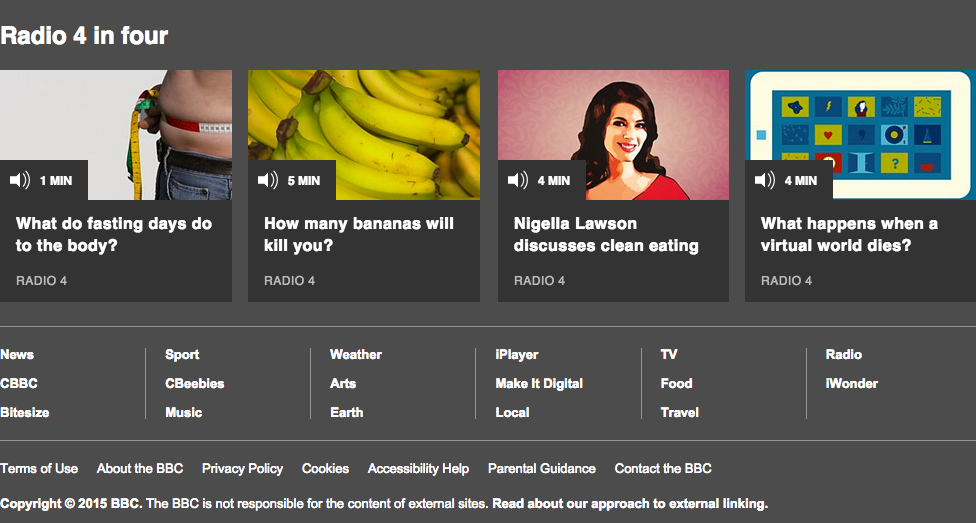 Radio 4 in four
1 MIN
What do fasting days do
to the body?
RADIO 4
5 MIN
How many bananas will
kill you?
RADIO 4
4 MIN
Nigella Lawson
discusses clean eating
RADIO 4
4 MIN
What happens when a
virtual world dies?
RADIO 4
News
CBBC
Bitesize
Sport
CBeebies
Music
Weather
Arts
Earth
iPlayer
Make It Digital
Local
TV
Food
Travel
Radio
iWonder
Terms of Use About the BBC Privacy Policy Cookies Accessibility Help Parental Guidance Contact the BBC
Copyright © 2015 BBC. The BBC is not responsible for the content of external sites. Read about our approach to external linking.